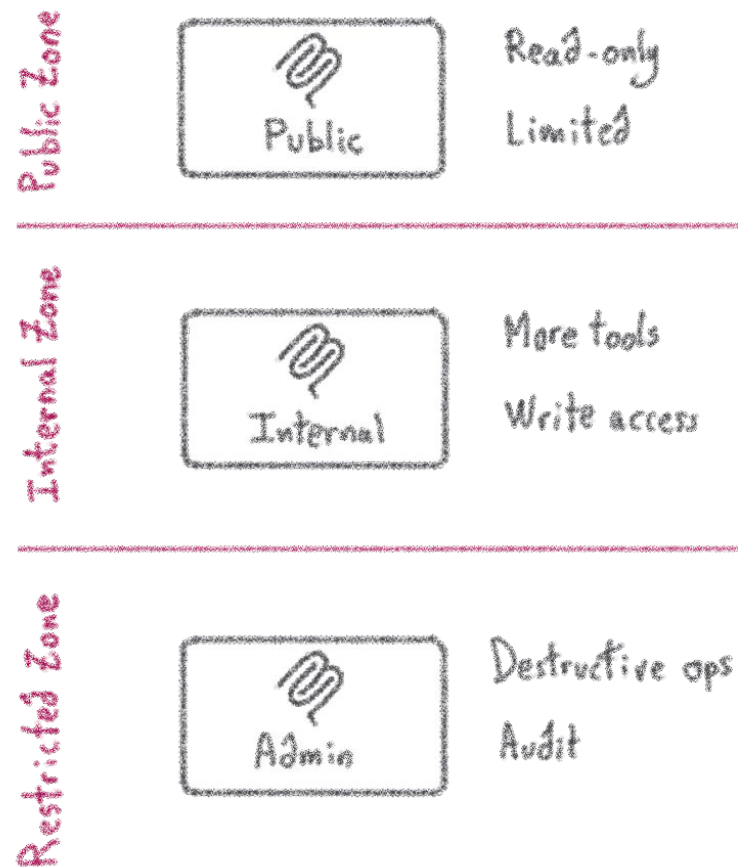 Public Zone
Public
Read-only
Limited
Internal Zone
Internal
More tools
Write access
Restricted Zone
Admin
Destructive ops
Audit